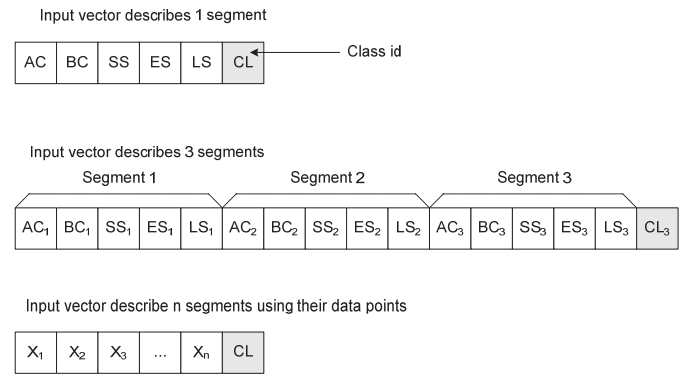 Input vector describes 1 segment
AC BC SS ES LS CL
Class id
Input vector describes 3 segments
Segment 1 Segment 2 Segment 3
AC₁ BC₁ SS₁ ES₁ LS₁ AC₂ BC₂ SS₂ ES₂ LS₂ AC₃ BC₃ SS₃ ES₃ LS₃ CL₃
Input vector describe n segments using their data points
X₁ X₂ X₃ ... Xₙ CL